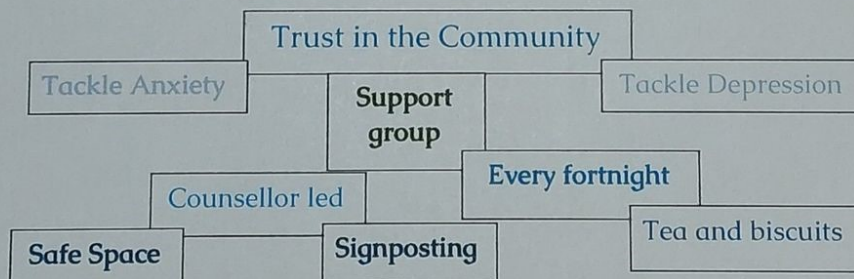 Trust in the Community
Tackle Anxiety
Tackle Depression
Support
group
Every fortnight
Counsellor led
Tea and biscuits
Safe Space
Signposting